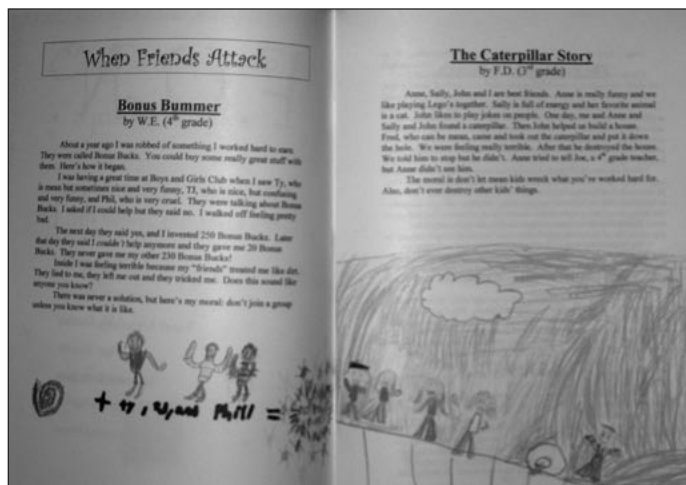 When Friends Attack
Bonus Bummer
by W.E. (4th grade)
About a year ago I was robbed of something I worked hard to earn.
They were called Bonus Bucks. You could buy some really great stuff with
them. Here's how it began.
I was having a great time at Boys and Girls Club when I saw Ty, who
is mean but sometimes nice and very funny, TJ, who is nice, but confusing
and very funny, and Phil, who is very cruel. They were talking about Bonus
Bucks. I asked if I could help but they said no. I walked off feeling pretty
bad.
The next day they said yes, and I invented 250 Bonus Bucks. Later
that day they said I couldn't help anymore and they gave me 20 Bonus
Bucks. They never gave me my other 230 Bonus Bucks!
Inside I was feeling terrible because my "friends" treated me like dirt.
They lied to me, they left me out and they tricked me. Does this sound like
anyone you know?
There was never a solution, but here's my moral: don't join a group
unless you know what it is like.
+ ty, and =
The Caterpillar Story
by F.D. (3rd grade)
Anne, Sally, John and I are best friends. Anne is really funny and we
like playing Lego's together. Sally is full of energy and her favorite animal
is a cat. John likes to play jokes on people. One day, me and Anne
and Sally and John found a caterpillar. Then John helped us build a house.
Fred, who can be mean, came and took out the caterpillar and put it down
the hole. We were feeling really terrible. After that he destroyed the house.
We told him to stop but he didn't. Anne tried to tell Joe, a 4th grade teacher,
but Anne didn't see him.
The moral is don't let mean kids wreck what you've worked hard for.
Also, don't ever destroy other kids' things.